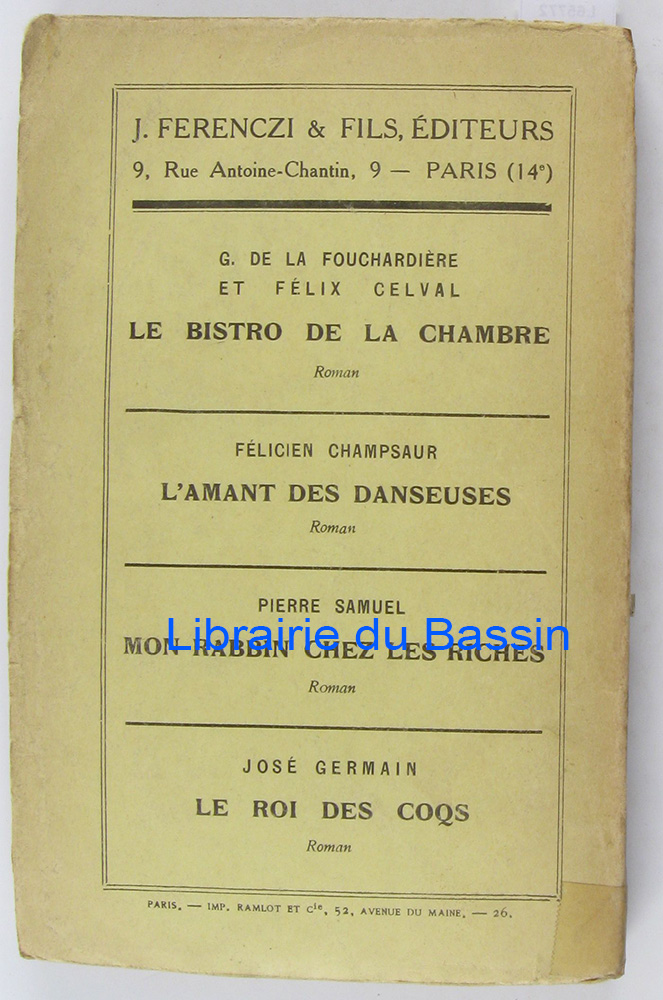 J. FERENCZI & FILS, ÉDITEURS
9, Rue Antoine-Chantin, 9 — PARIS (14ᵉ)
G. DE LA FOUCHARDIÈRE
ET FÉLIX CELVAL
LE BISTRO DE LA CHAMBRE
Roman
FÉLICIEN CHAMPSAUR
L'AMANT DES DANSEUSES
Roman
PIERRE SAMUEL
Librairie du Bassin
MON RABBIN CHEZ LES RICHES
Roman
JOSÉ GERMAIN
LE ROI DES COQS
Roman
PARIS. — IMP. RAMLOT ET Cⁱᵉ, 52, AVENUE DU MAINE. — 26.